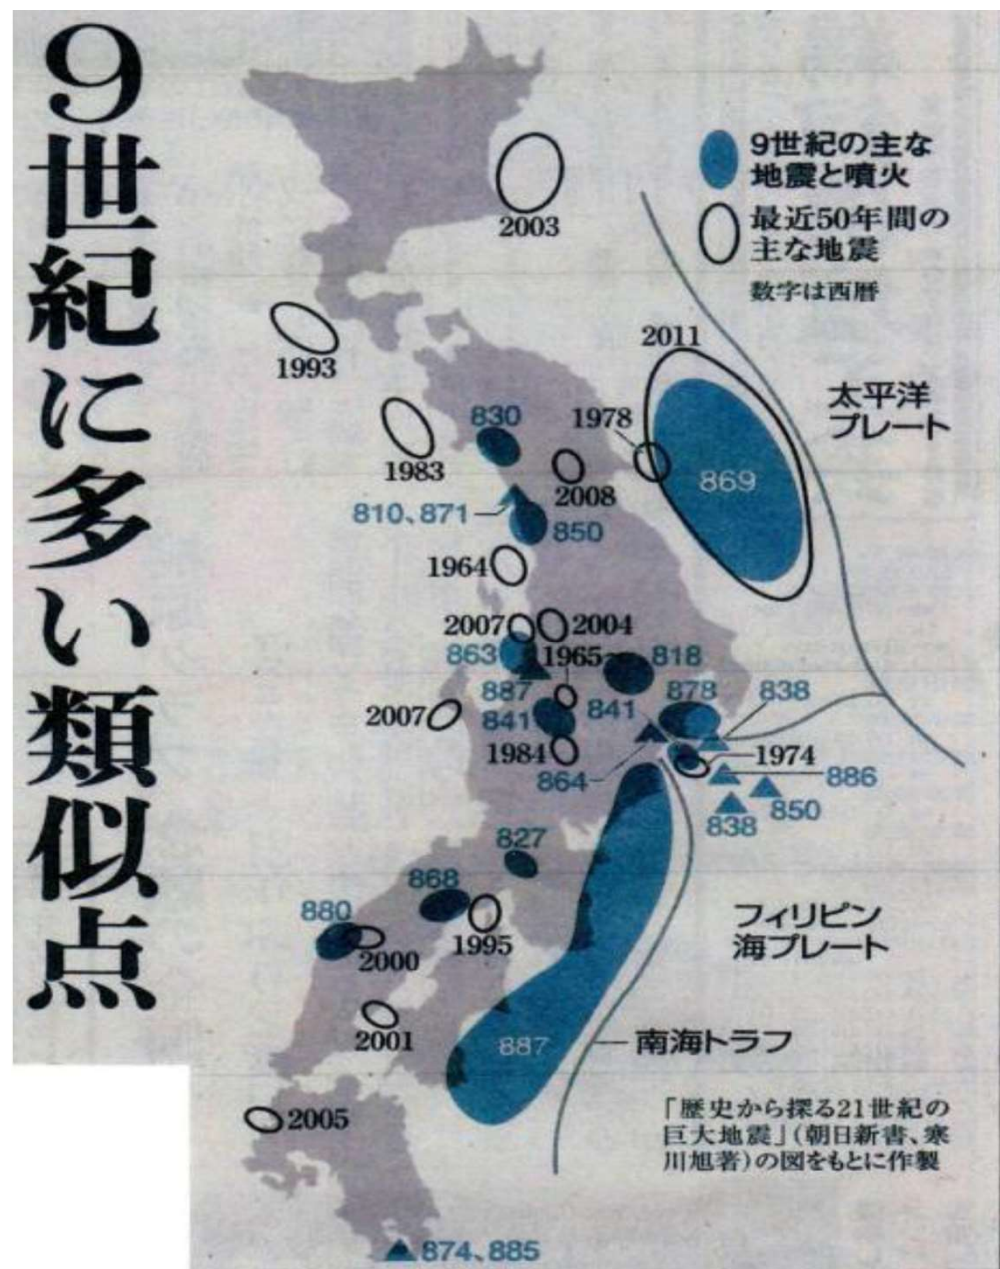 9世紀に多い類似点
9世紀の主な
地震と噴火
最近50年間の
主な地震
数字は西暦
2003
1993
2011
太平洋
プレート
1983
830
1978
869
2008
810、871
850
1964
2007
2004
863
1965
818
887
878
838
2007
841
841
1984
1974
864
886
850
838
827
868
880
1995
2000
フィリピン
海プレート
2001
887
南海トラフ
2005
「歴史から探る21世紀の
巨大地震」(朝日新書、寒
川旭著)の図をもとに作製
874、885